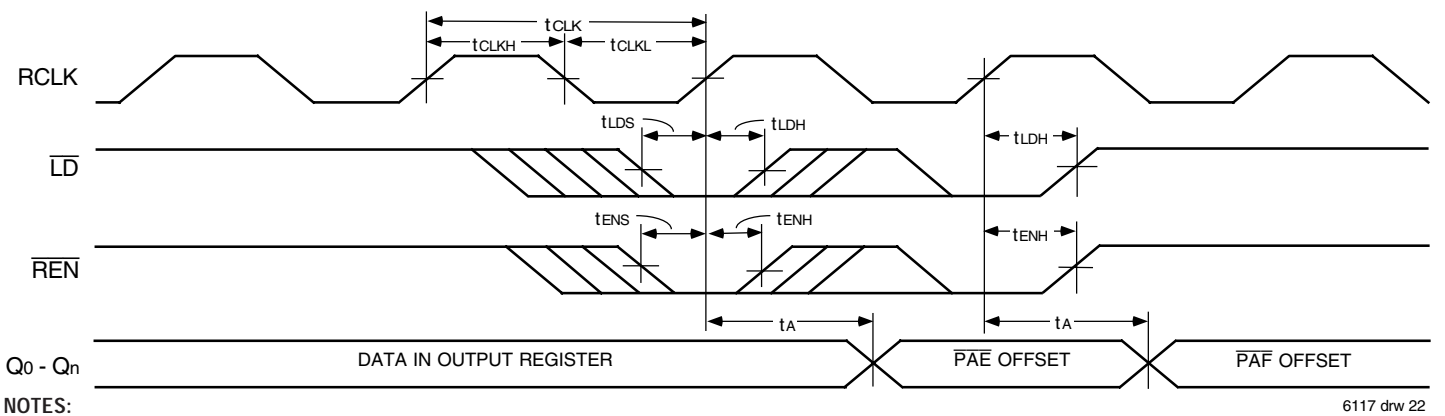 tCLK
tCLKH
tCLKL
RCLK
tLDS
tLDH
tLDH
LD
tENS
tENH
tENH
REN
tA
tA
Q0 - Qn
DATA IN OUTPUT REGISTER
PAE OFFSET
PAF OFFSET
NOTES:
6117 drw 22